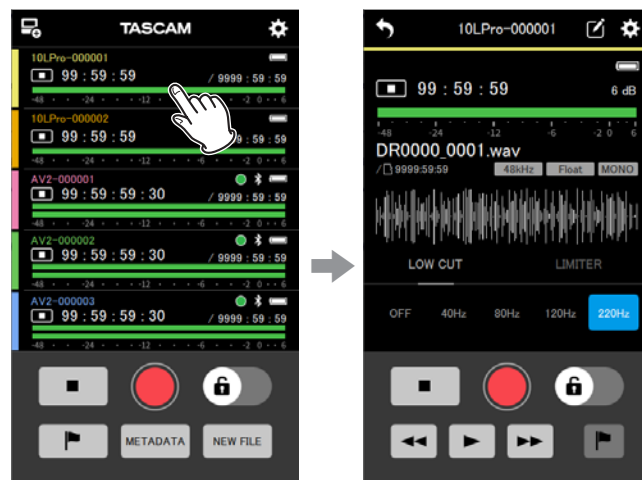 TASCAM
10LPro-000001
99 : 59 : 59
/ 9999 : 59 : 59
-48 -24 -12 -2 0 6
10LPro-000002
99 : 59 : 59
9 : 59 : 59
-48 -24 -12 -6 -2 0 6
AV2-000001
99 : 59 : 59 : 30
/ 9999 : 59 : 59
-48 -24 -12 -6 -2 0 6
AV2-000002
99 : 59 : 59 : 30
/ 9999 : 59 : 59
-48 -24 -12 -6 -2 0 6
AV2-000003
99 : 59 : 59 : 30
/ 9999 : 59 : 59
-48 -24 -12 -6 -2 0 6
METADATA
NEW FILE
10LPro-000001
99 : 59 : 59
6 dB
-48 -24 -12 -6 -2 0
DR0000_0001.wav
/ 9999:59:59 48kHz Float MONO
LOW CUT LIMITER
OFF 40Hz 80Hz 120Hz 220Hz